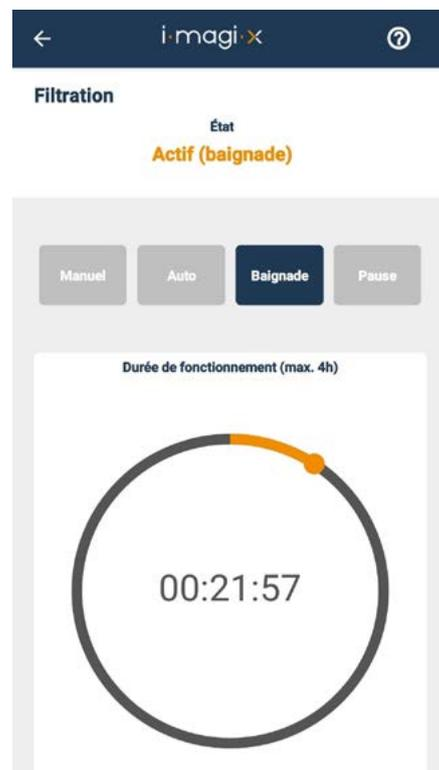 i·magi·x
Filtration
État
Actif (baignade)
Manuel Auto Baignade Pause
Durée de fonctionnement (max. 4h)
00:21:57